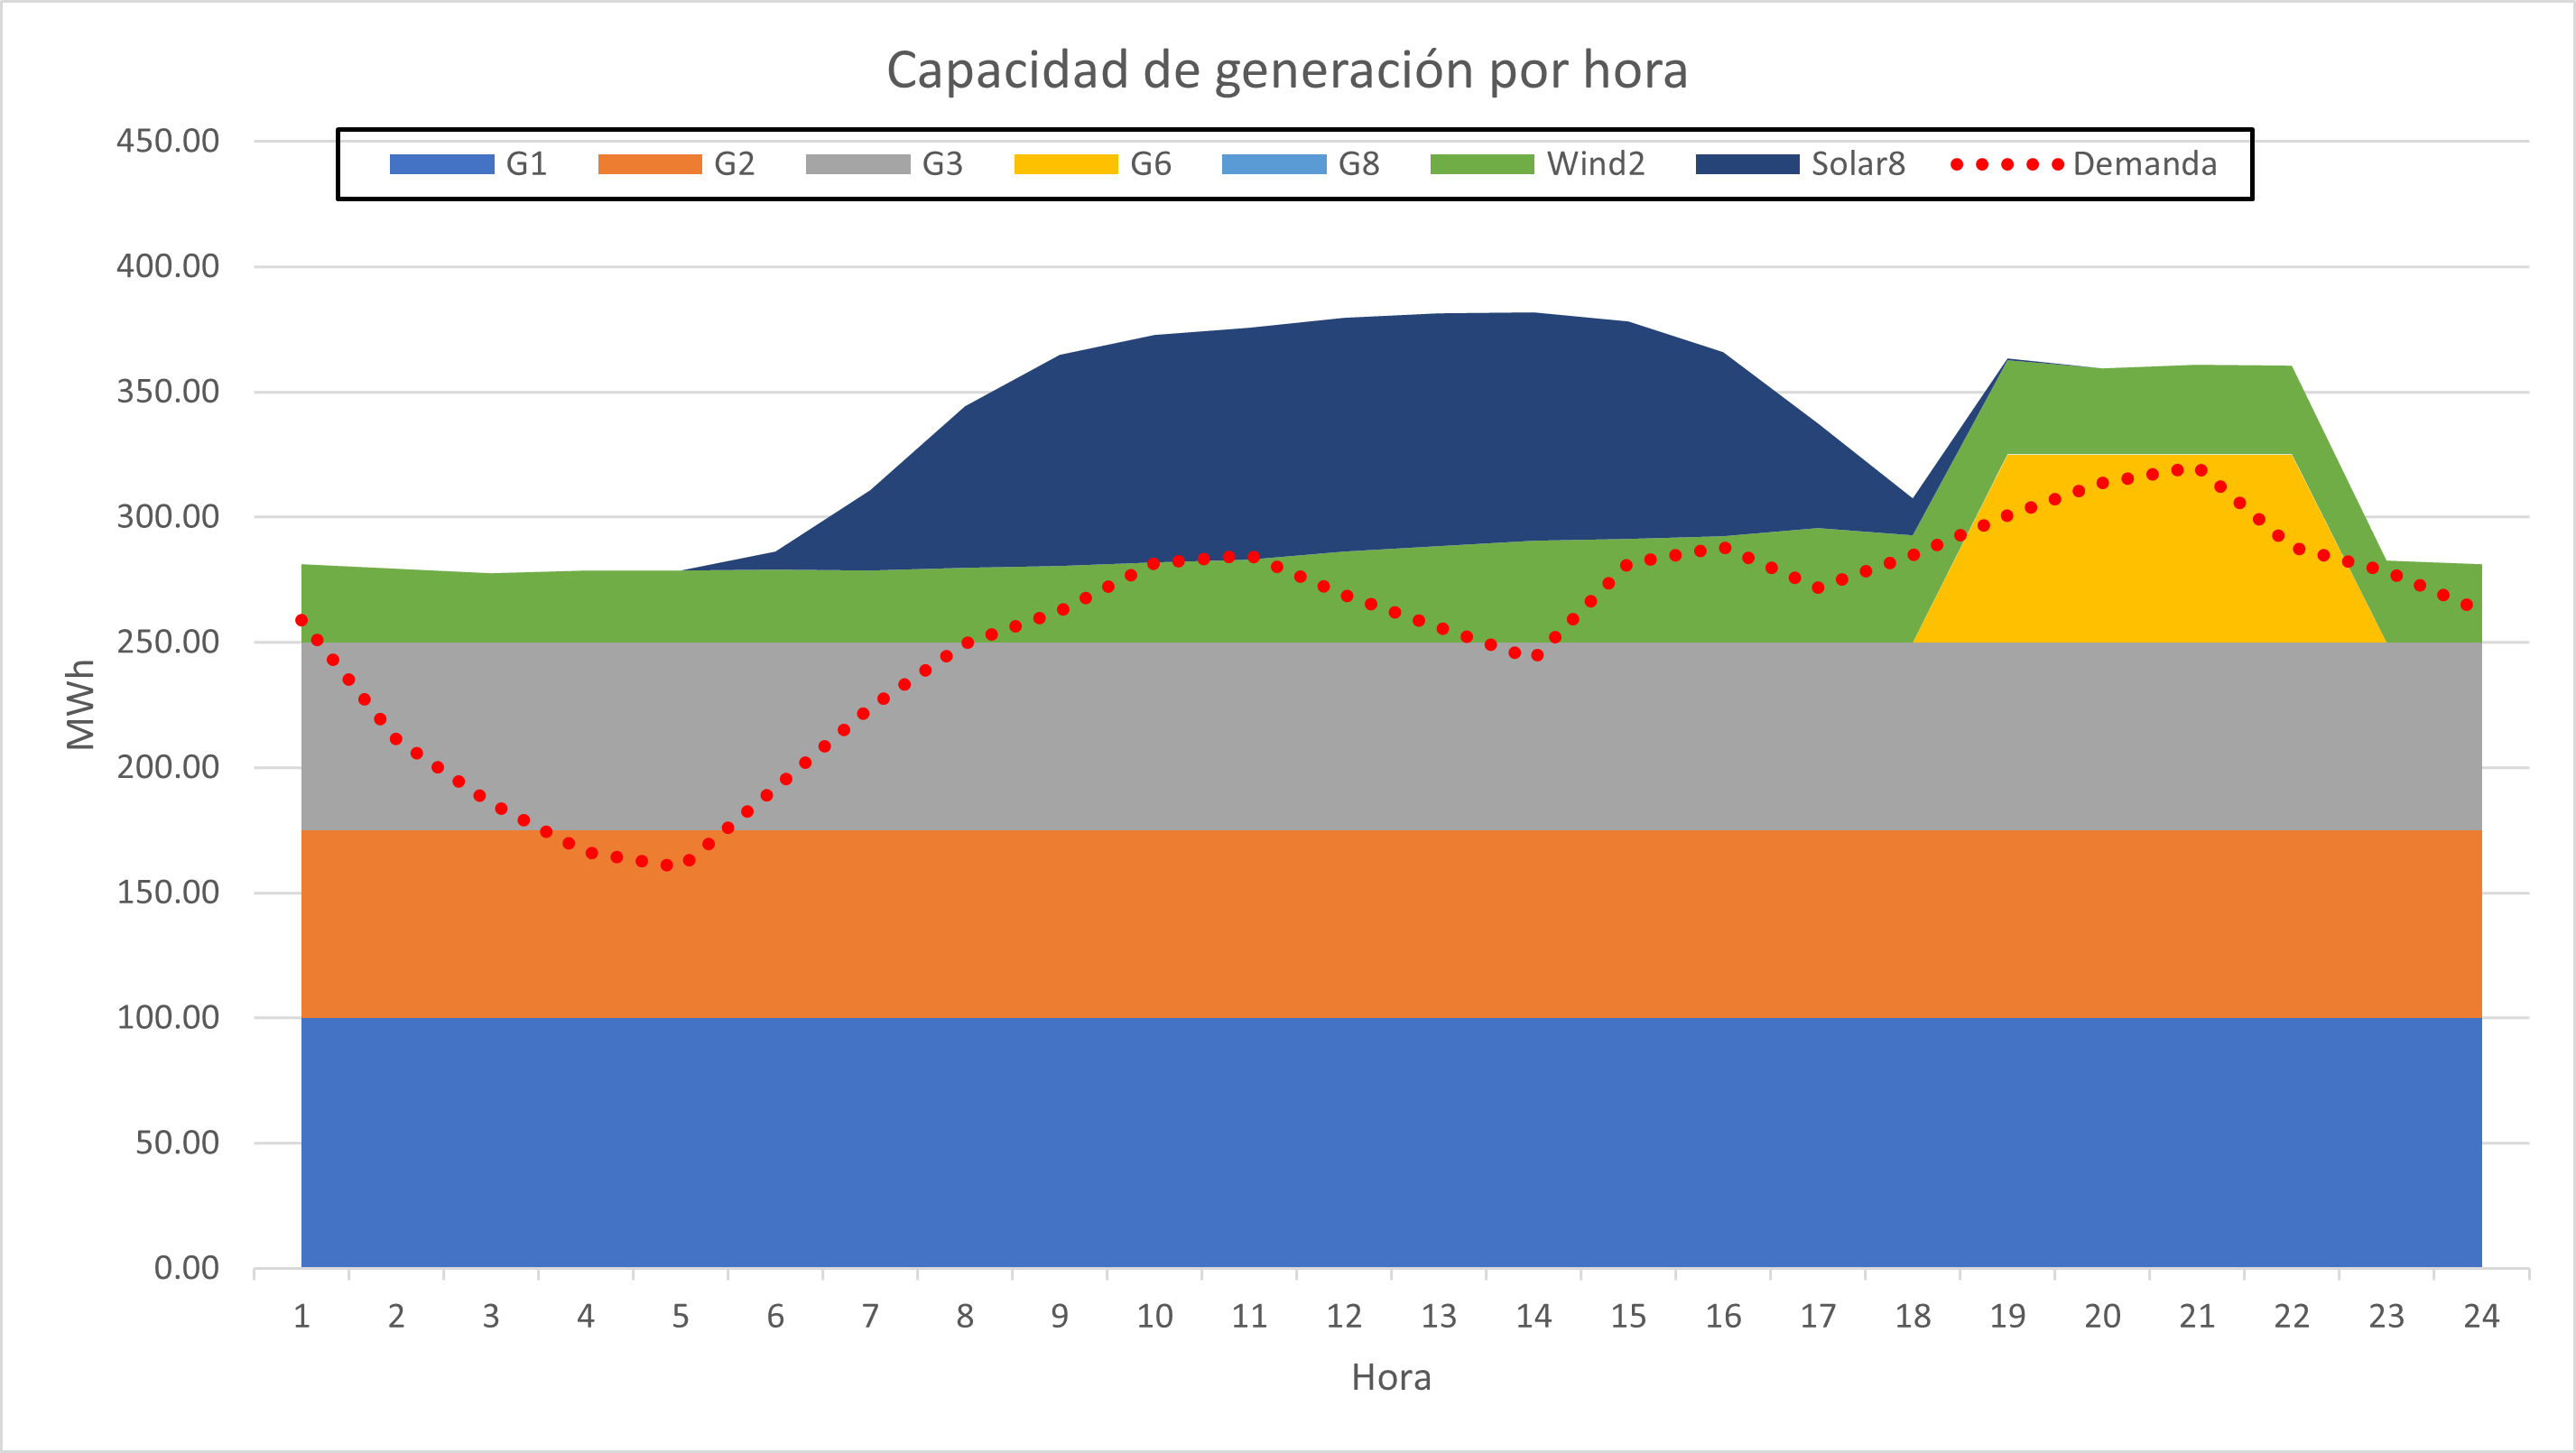 Capacidad de generación por hora
G1 G2 G3 G6 G8 Wind2 Solar8 Demanda
450.00
400.00
350.00
300.00
250.00
200.00
150.00
100.00
50.00
0.00
MWh
1 2 3 4 5 6 7 8 9 10 11 12 13 14 15 16 17 18 19 20 21 22 23 24
Hora